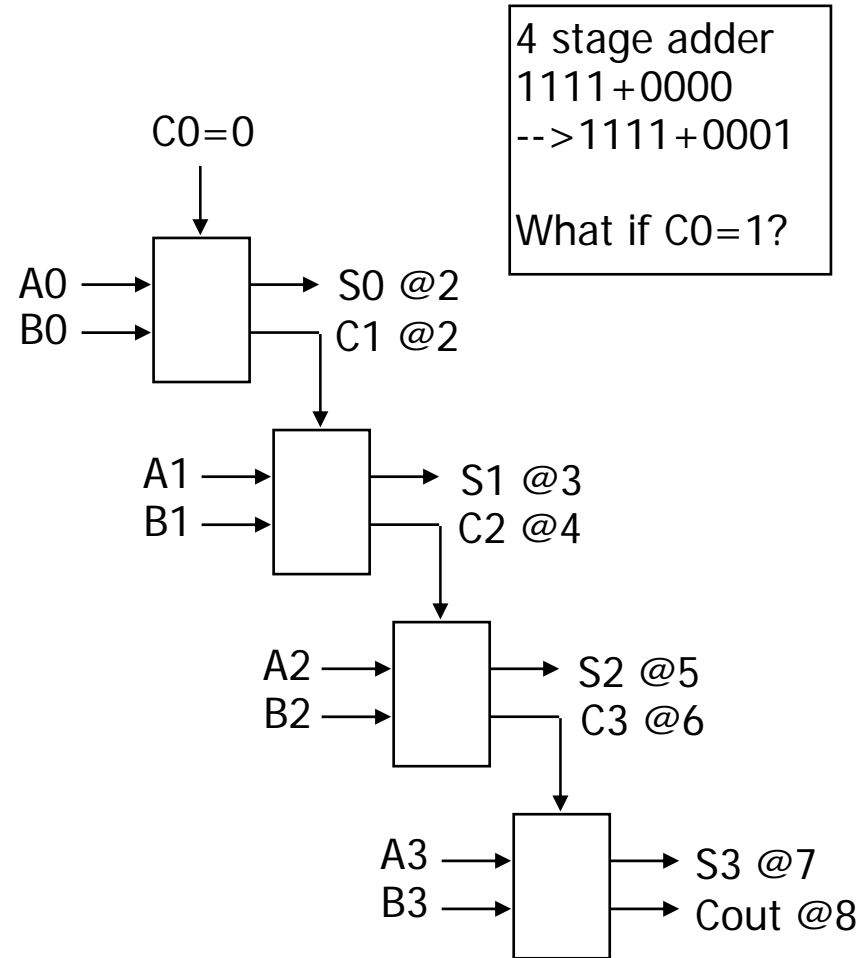 4 stage adder
1111+0000
-->1111+0001
What if C0=1?
C0=0
A0
S0 @2
B0
C1 @2
A1
S1 @3
B1
C2 @4
A2
S2 @5
B2
C3 @6
A3
S3 @7
B3
Cout @8